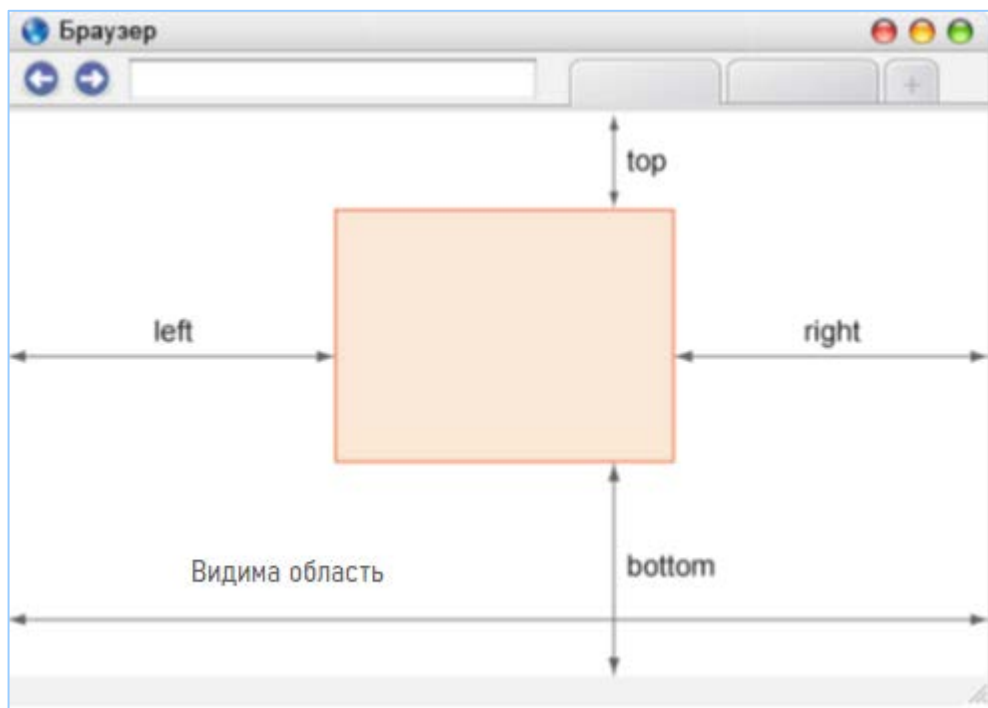 Браузер
+
top
left
right
Видима область
bottom